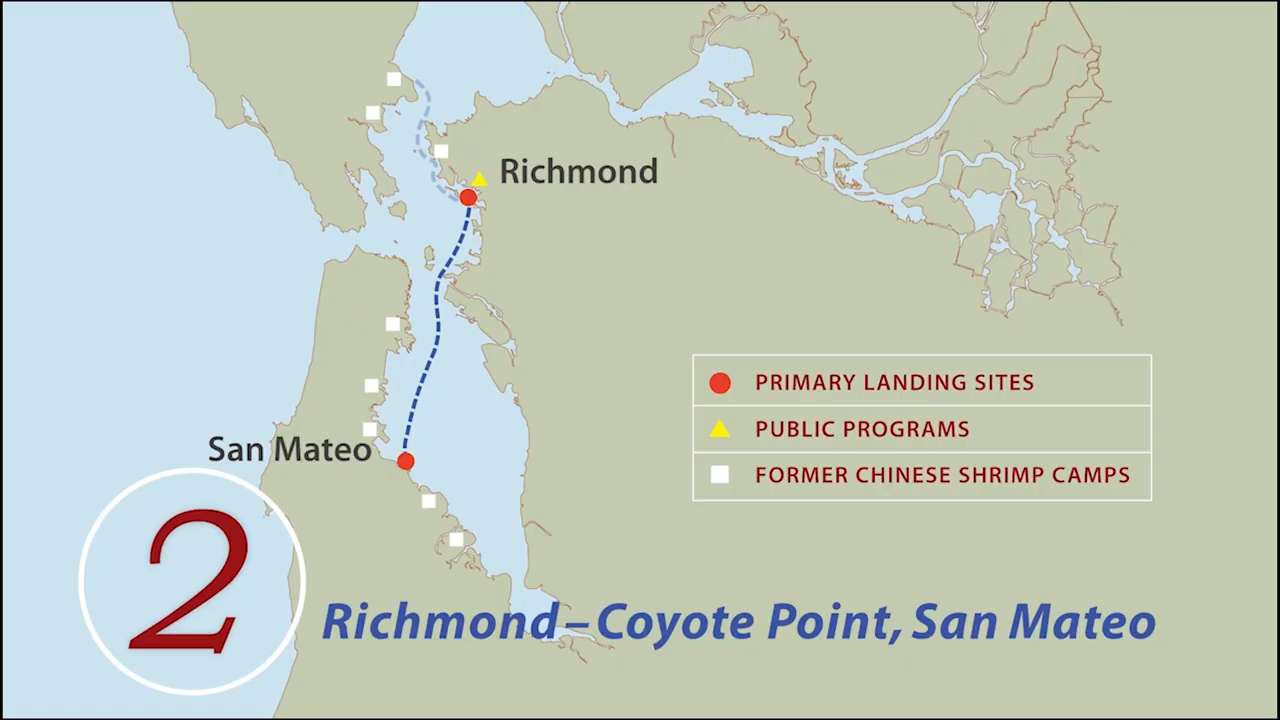 Richmond
PRIMARY LANDING SITES
PUBLIC PROGRAMS
San Mateo
FORMER CHINESE SHRIMP CAMPS
2
Richmond – Coyote Point, San Mateo